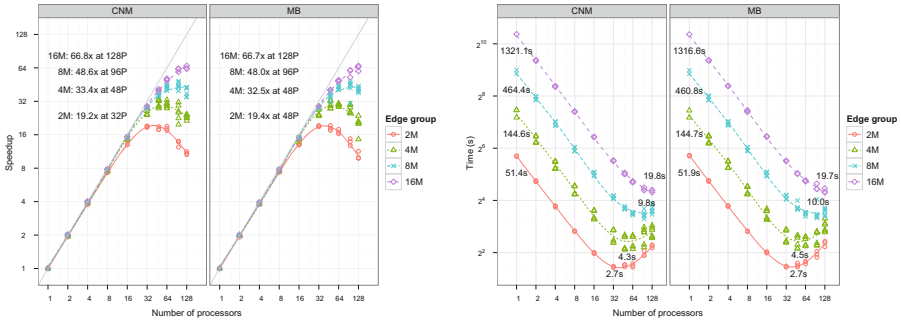 CNM
MB
128
64
32
16
8
4
2
1
Speedup
16M: 66.8x at 128P
8M: 48.6x at 96P
4M: 33.4x at 48P
2M: 19.2x at 32P
16M: 66.7x at 128P
8M: 48.0x at 96P
4M: 32.5x at 48P
2M: 19.4x at 48P
1 2 4 8 16 32 64 128
1 2 4 8 16 32 64 128
Number of processors
Edge group
2M
4M
8M
16M
CNM
MB
2^10
2^8
2^6
2^4
2^2
Time (s)
1321.1s
464.4s
144.6s
51.4s
19.8s
9.8s
4.3s
2.7s
1316.6s
460.8s
144.7s
51.9s
19.7s
10.0s
4.5s
2.7s
1 2 4 8 16 32 64 128
1 2 4 8 16 32 64 128
Number of processors
Edge group
2M
4M
8M
16M